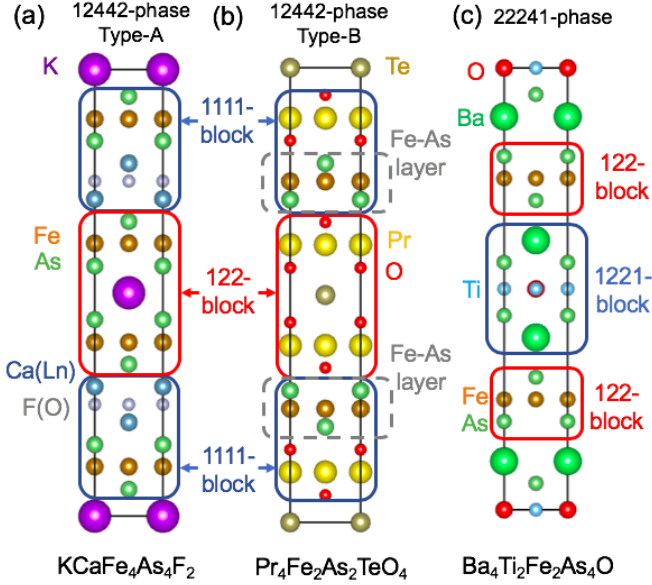 (a) 12442-phase
Type-A
(b) 12442-phase
Type-B
(c) 22241-phase
K
Te
O
1111-
block
Ba
Fe-As
layer
122-
block
Fe
As
Pr
O
Ti
1221-
block
122-
block
Fe-As
layer
Ca(Ln)
F(O)
Fe
As
122-
block
1111-
block
KCaFe₄As₄F₂
Pr₄Fe₂As₂TeO₄
Ba₄Ti₂Fe₂As₄O